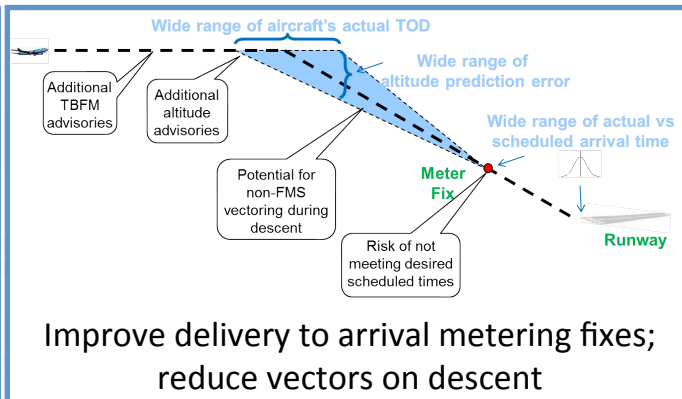 Wide range of aircraft's actual TOD
Wide range of
altitude prediction error
Additional
TBFM
advisories
Additional
altitude
advisories
Wide range of actual vs
scheduled arrival time
Potential for
non-FMS
vectoring during
descent
Meter
Fix
Risk of not
meeting desired
scheduled times
Runway
Improve delivery to arrival metering fixes;
reduce vectors on descent